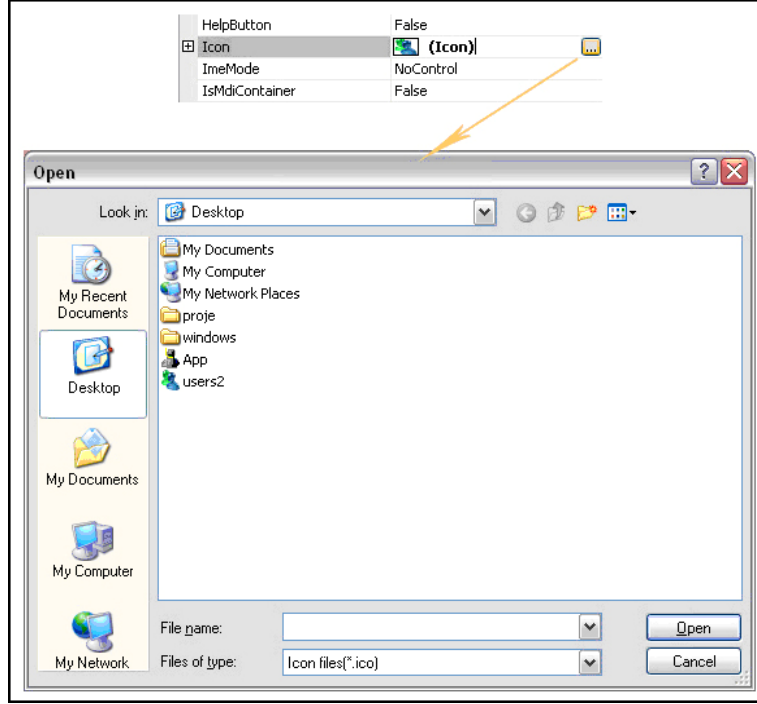 HelpButton False
Icon (Icon) ...
ImeMode NoControl
IsMdiContainer False
Open ?
Look in: Desktop
My Documents
My Computer
My Network Places
proje
windows
App
users2
My Recent
Documents
Desktop
My Documents
My Computer
My Network
File name: Open
Files of type: Icon files(*.ico) Cancel